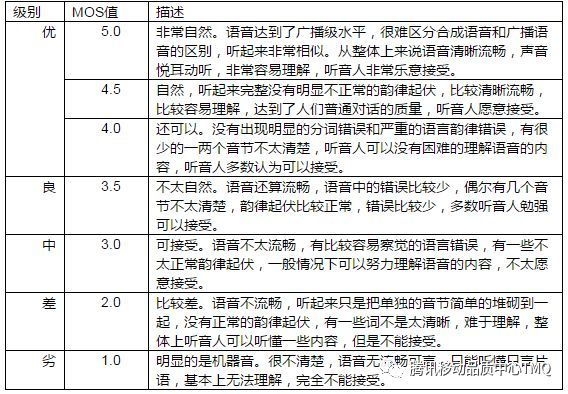 级别 MOS值 描述
优 5.0 非常自然。语音达到了广播级水平，很难区分合成语音和广播语
音的区别，听起来非常相似。从整体上来说语音清晰流畅，声音
悦耳动听，非常容易理解，听音人非常乐意接受。
4.5 自然，听起来完整没有明显不正常的韵律起伏，比较清晰流畅，
比较容易理解，达到了人们普通对话的质量，听音人愿意接受。
4.0 还可以。没有出现明显的分词错误和严重的语言韵律错误，有很
少的一两个音节不太清楚，听音人可以没有困难的理解语音的内
容，听音人多数认为可以接受。
良 3.5 不太自然。语音还算流畅，语音中的错误比较少，偶尔有几个音
节不太清楚，韵律起伏比较正常，错误比较少，多数听音人勉强
可以接受。
中 3.0 可接受。语音不太流畅，有比较容易察觉的语言错误，有一些不
太正常韵律起伏，一般情况下可以努力理解语音的内容，不太愿
意接受。
差 2.0 比较差。语音不流畅，听起来只是把单独的音节简单的堆砌到一
起，没有正常的韵律起伏，有一些词不是太清晰，难于理解，整
体上听音人可以听懂一些内容，但是不能接受。
劣 1.0 明显的是机器音。很不清楚，语音无流畅可言，只能听懂只言片
语，基本上无法理解，完全不能接受。
腾讯移动品质中心TMQ